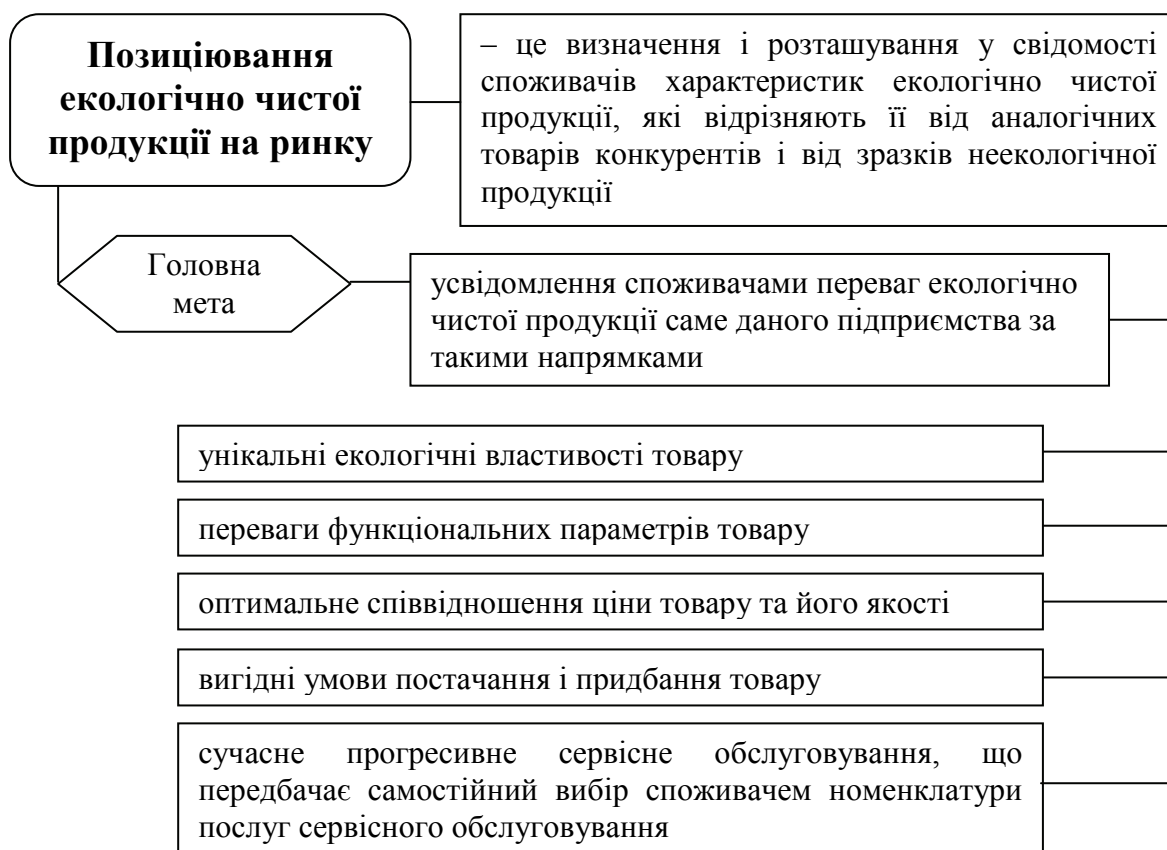 Позиціювання
екологічно чистої
продукції на ринку
– це визначення і розташування у свідомості
споживачів характеристик екологічно чистої
продукції, які відрізняють її від аналогічних
товарів конкурентів і від зразків неекологічної
продукції
Головна
мета
усвідомлення споживачами переваг екологічно
чистої продукції саме даного підприємства за
такими напрямками
унікальні екологічні властивості товару
переваги функціональних параметрів товару
оптимальне співвідношення ціни товару та його якості
вигідні умови постачання і придбання товару
сучасне прогресивне сервісне обслуговування, що
передбачає самостійний вибір споживачем номенклатури
послуг сервісного обслуговування